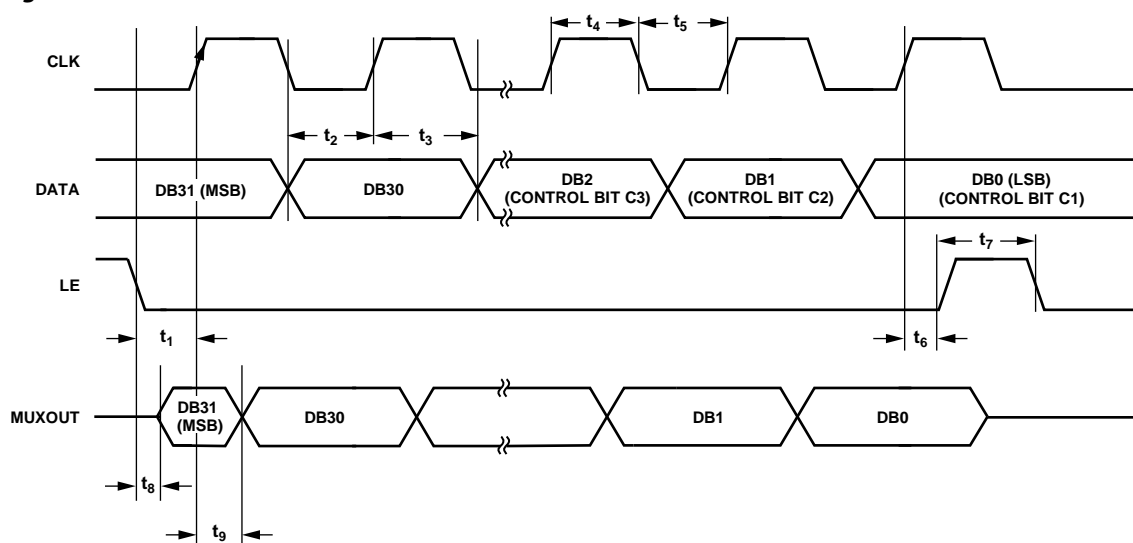 t4
t5
CLK
t2
t3
DATA
DB31 (MSB)
DB30
DB2
(CONTROL BIT C3)
DB1
(CONTROL BIT C2)
DB0 (LSB)
(CONTROL BIT C1)
t7
LE
t1
t6
MUXOUT
DB31
(MSB)
DB30
DB1
DB0
t8
t9